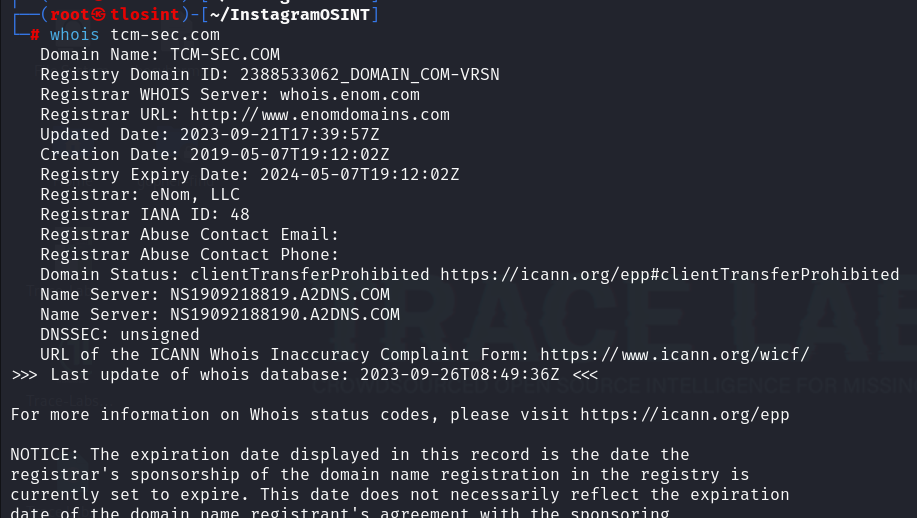 ┌──(root㉿tlosint)-[~/InstagramOSINT]
└─# whois tcm-sec.com
Domain Name: TCM-SEC.COM
Registry Domain ID: 2388533062_DOMAIN_COM-VRSN
Registrar WHOIS Server: whois.enom.com
Registrar URL: http://www.enomdomains.com
Updated Date: 2023-09-21T17:39:57Z
Creation Date: 2019-05-07T19:12:02Z
Registry Expiry Date: 2024-05-07T19:12:02Z
Registrar: eNom, LLC
Registrar IANA ID: 48
Registrar Abuse Contact Email:
Registrar Abuse Contact Phone:
Domain Status: clientTransferProhibited https://icann.org/epp#clientTransferProhibited
Name Server: NS1909218819.A2DNS.COM
Name Server: NS19092188190.A2DNS.COM
DNSSEC: unsigned
URL of the ICANN Whois Inaccuracy Complaint Form: https://www.icann.org/wicf/
>>> Last update of whois database: 2023-09-26T08:49:36Z <<<
TRACE LAB
CROWDSOURCED OPEN SOURCE INTELLIGENCE FOR MISSIN
For more information on Whois status codes, please visit https://icann.org/epp
NOTICE: The expiration date displayed in this record is the date the
registrar's sponsorship of the domain name registration in the registry is
currently set to expire. This date does not necessarily reflect the expiration
date of the domain name registrant's agreement with the sponsoring